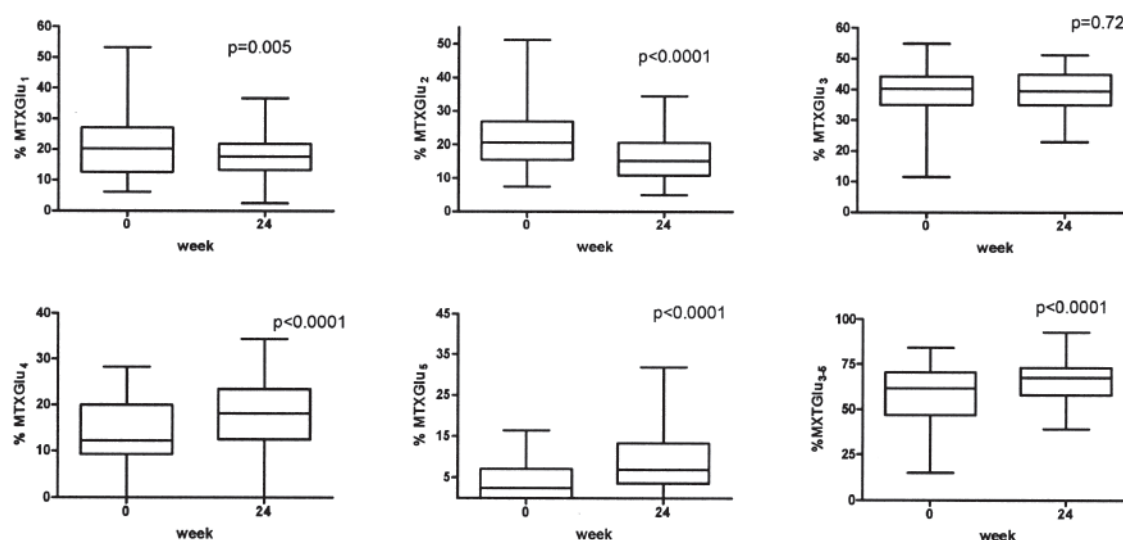 % MTXGlu₁
60
50
40
30
20
10
0
p=0.005
0 24
week
% MTXGlu₂
50
40
30
20
10
0
p<0.0001
0 24
week
% MTXGlu₃
60
50
40
30
20
10
0
p=0.72
0 24
week
% MTXGlu₄
40
30
20
10
0
p<0.0001
0 24
week
% MTXGlu₅
45
35
25
15
5
p<0.0001
0 24
week
%MXTGlu₃₋₅
100
75
50
25
0
p<0.0001
0 24
week